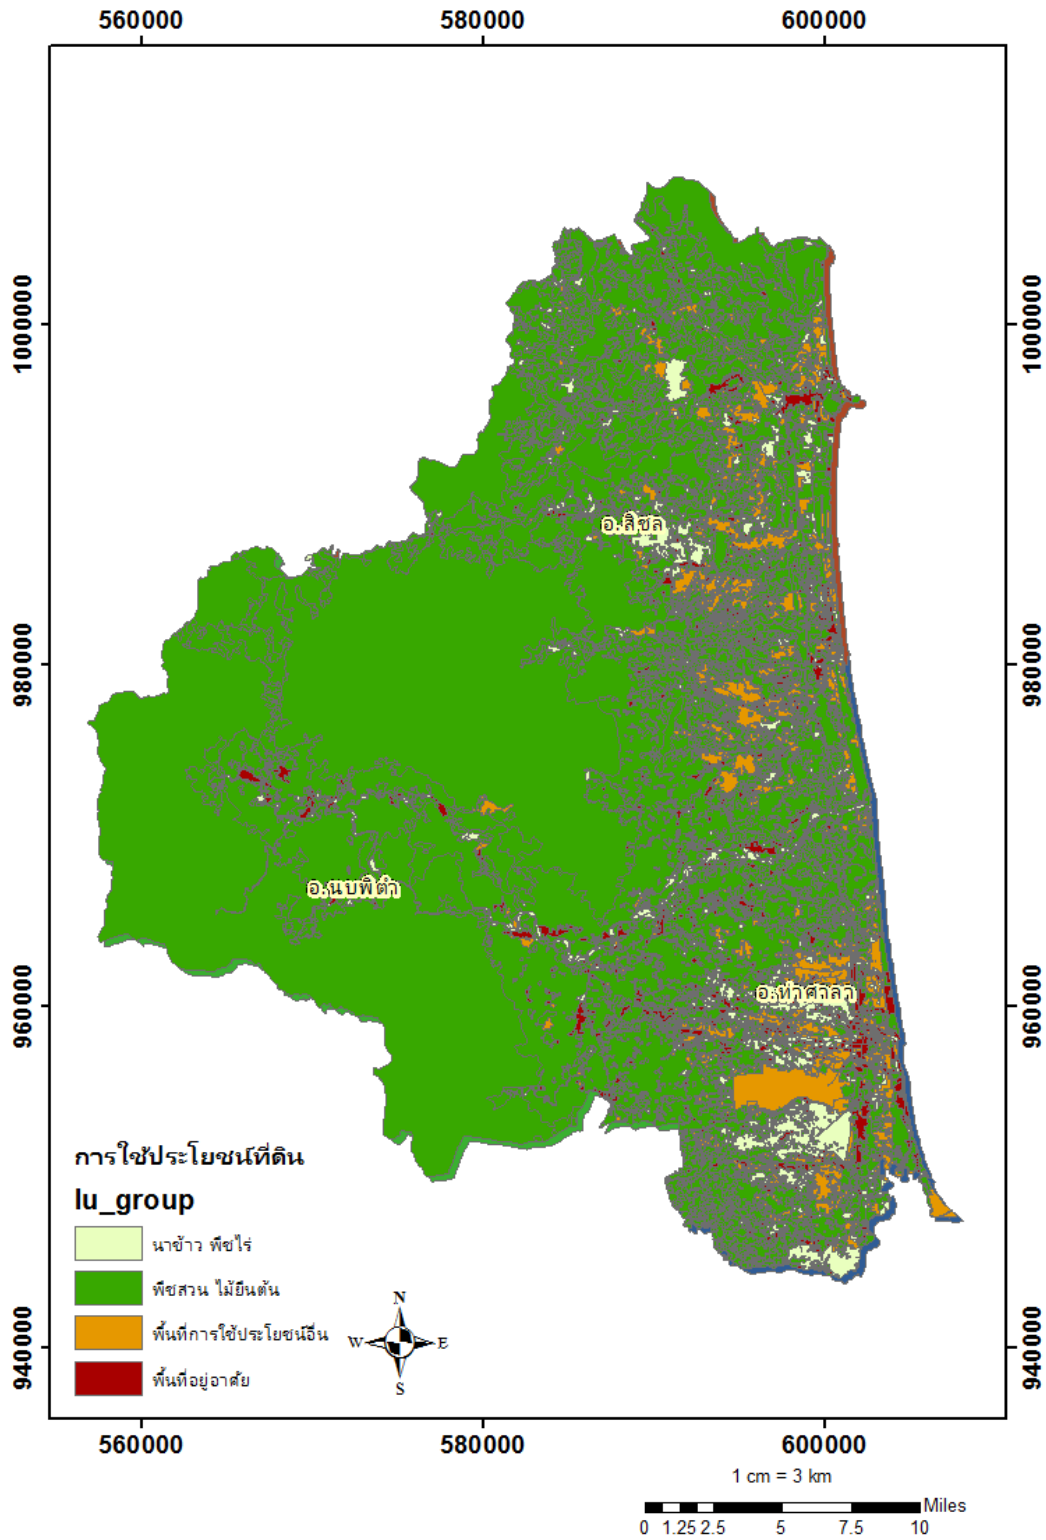 560000 580000 600000
1000000 1000000
อ.สิชล
980000 980000
อ.นบพิตำ
อ.ท่าศาลา
960000 960000
การใช้ประโยชน์ที่ดิน
lu_group
นาข้าว พืชไร่
พืชสวน ไม้ยืนต้น
พื้นที่การใช้ประโยชน์อื่น
พื้นที่อยู่อาศัย
N
W E
S
940000 940000
560000 580000 600000
1 cm = 3 km
Miles
0 1.25 2.5 5 7.5 10